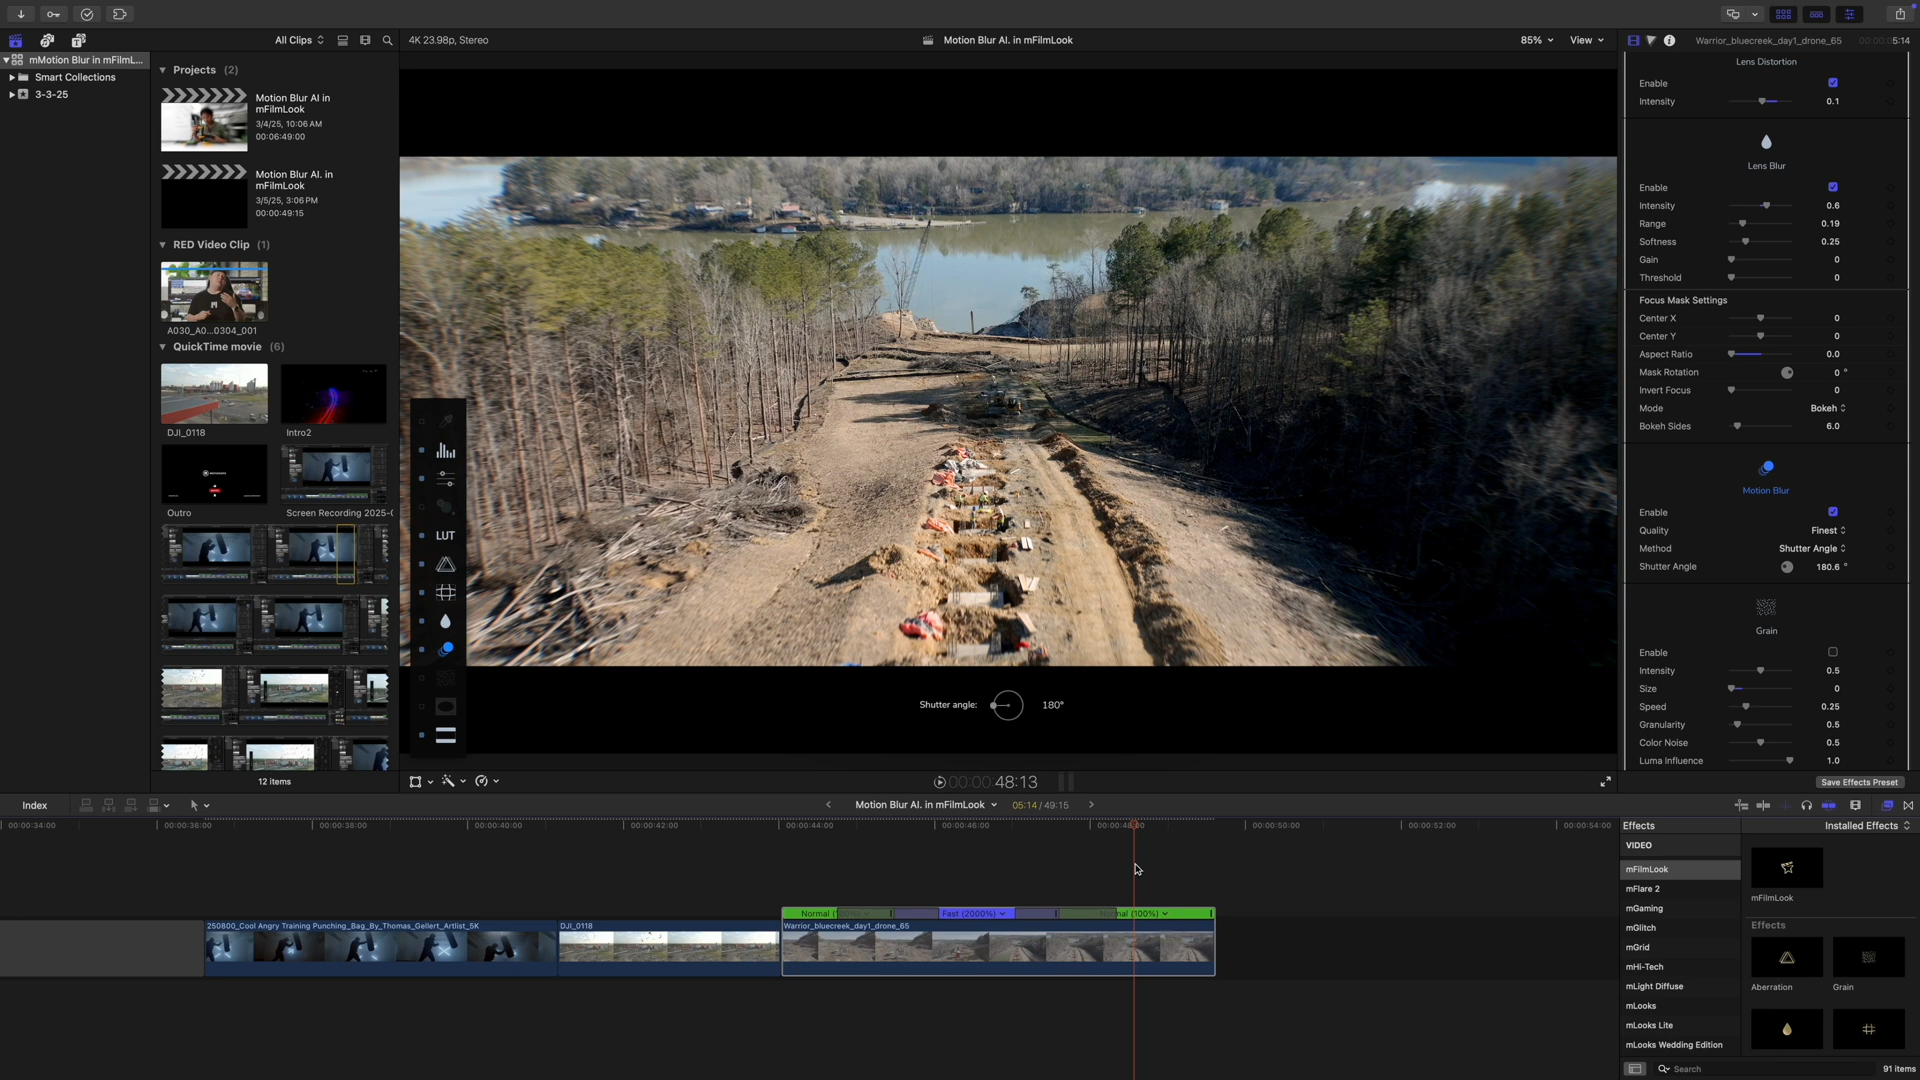 All Clips
4K 23.98p, Stereo
Motion Blur AI. in mFilmLook
85%
View
Warrior_bluecreek_day1_drone_65
00:00:05:14
mMotion Blur in mFilmL...
Smart Collections
3-3-25
Projects (2)
Motion Blur AI in
mFilmLook
3/4/25, 10:06 AM
00:06:49:00
Motion Blur AI. in
mFilmLook
3/5/25, 3:06 PM
00:00:49:15
RED Video Clip (1)
A030_A0...0304_001
QuickTime movie (6)
DJI_0118
Intro2
Outro
Screen Recording 2025-0
12 items
LUT
Shutter angle:
180°
Lens Distortion
Enable
Intensity 0.1
Lens Blur
Enable
Intensity 0.6
Range 0.19
Softness 0.25
Gain 0
Threshold 0
Focus Mask Settings
Center X 0
Center Y 0
Aspect Ratio 0.0
Mask Rotation 0 °
Invert Focus 0
Mode Bokeh
Bokeh Sides 6.0
Motion Blur
Enable
Quality Finest
Method Shutter Angle
Shutter Angle 180.6 °
Grain
Enable
Intensity 0.5
Size 0
Speed 0.25
Granularity 0.5
Color Noise 0.5
Luma Influence 1.0
Save Effects Preset
00:00:48:13
Index
Motion Blur AI. in mFilmLook
05:14 / 49:15
00:00:34:00
00:00:36:00
00:00:38:00
00:00:40:00
00:00:42:00
00:00:44:00
00:00:46:00
00:00:48
00:00:50:00
00:00:52:00
00:00:54:00
Normal (100%)
Fast (2000%)
Normal (100%)
250800_Cool Angry Training Punching_Bag_By_Thomas_Gellert_Artlist_5K
DJI_0118
Warrior_bluecreek_day1_drone_65
Effects
Installed Effects
VIDEO
mFilmLook
mFlare 2
mGaming
mGlitch
mGrid
mHi-Tech
mLight Diffuse
mLooks
mLooks Lite
mLooks Wedding Edition
mFilmLook
Effects
Aberration
Grain
Search
91 items